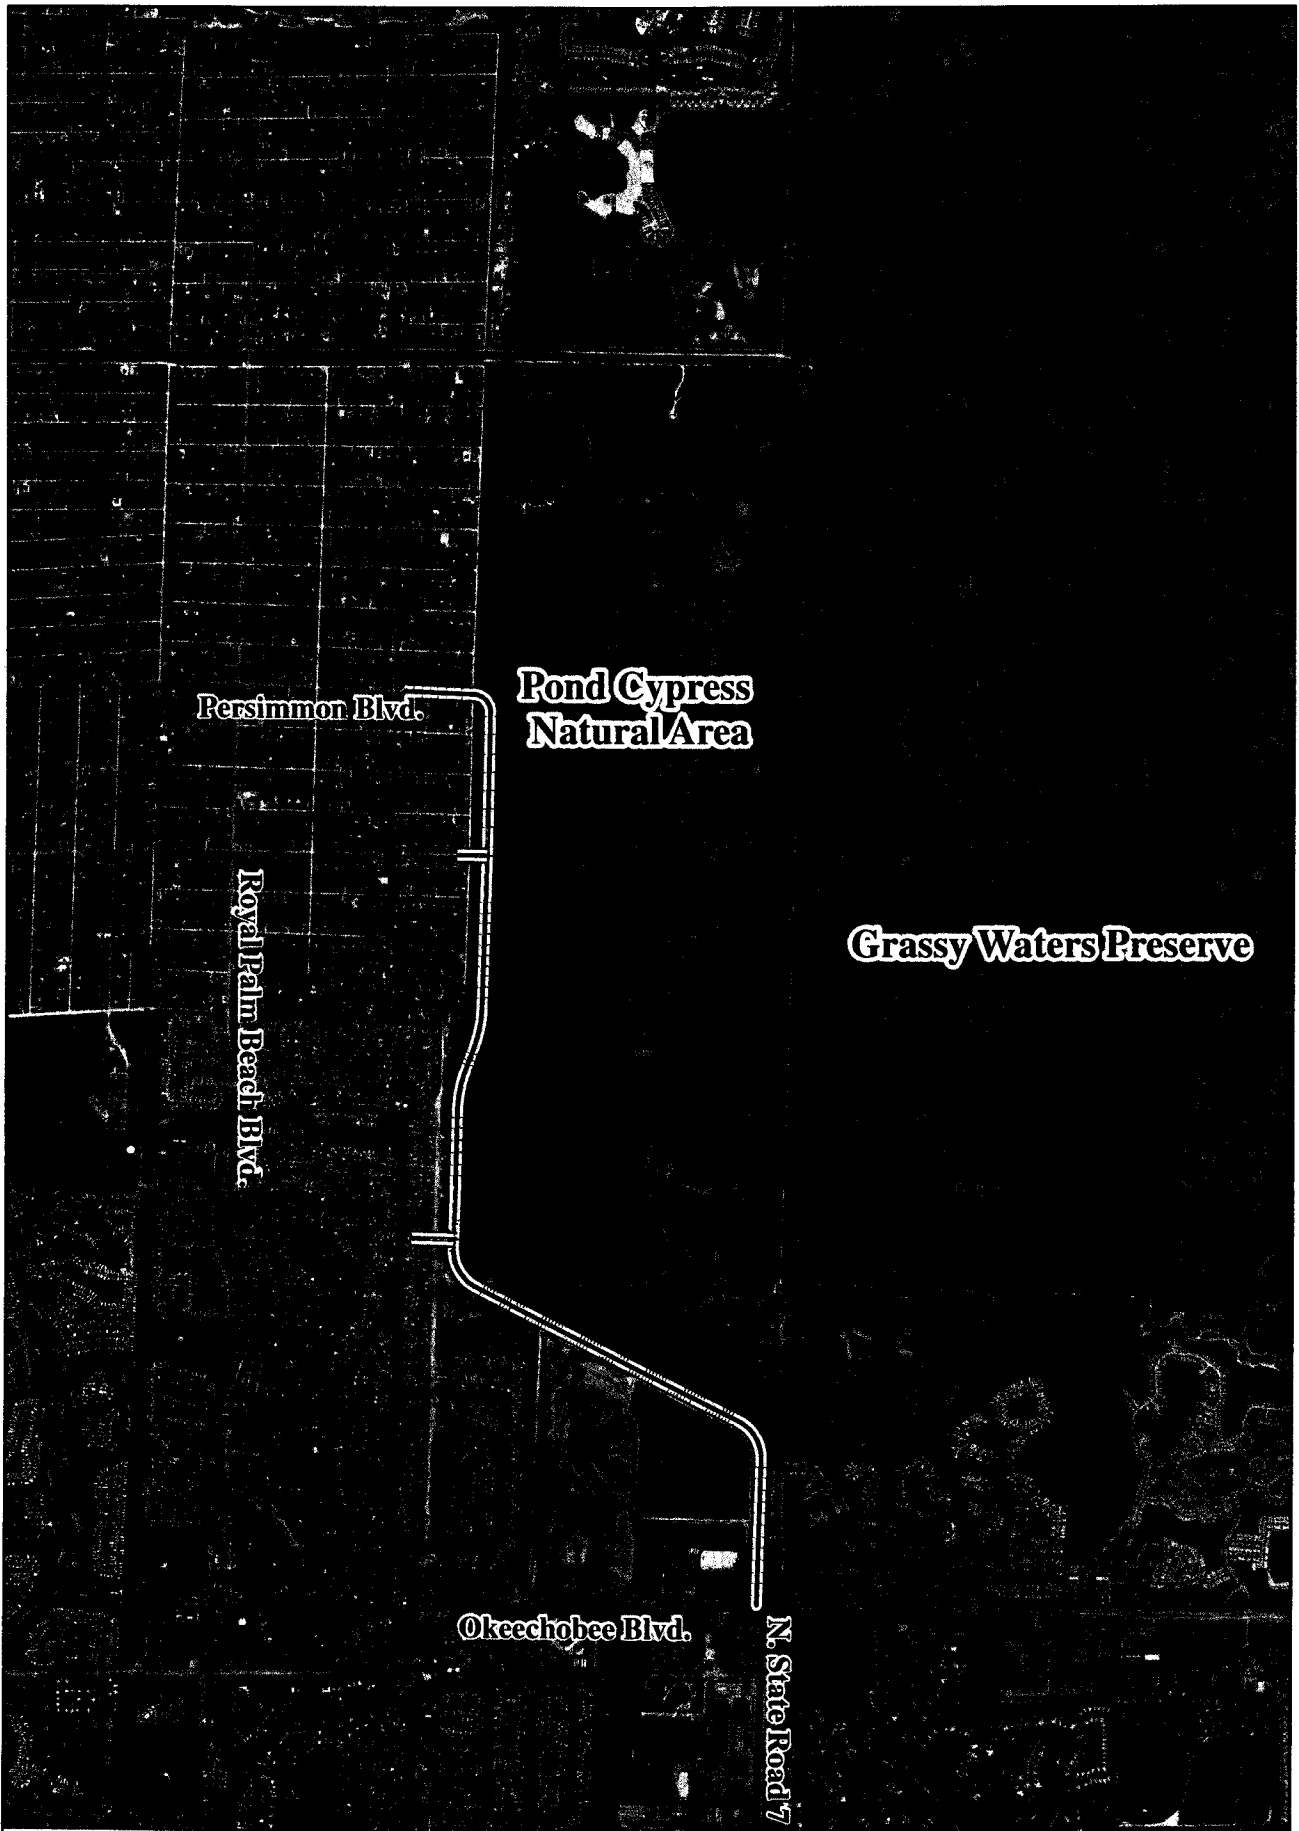 Pond Cypress
Natural Area
Persimmon Blvd.
Royal Palm Beach Blvd.
Grassy Waters Preserve
Okeechobee Blvd.
N. State Road 7